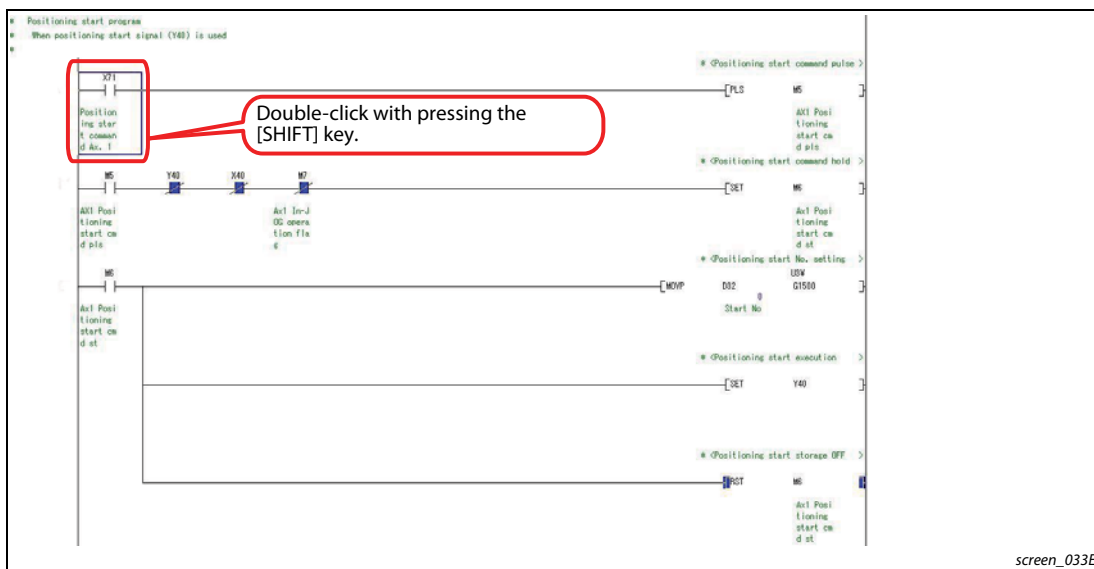 * Positioning start program
* When positioning start signal (Y40) is used
*
* <Positioning start command pulse >
X71
[PLS M5 ]
Position
ing star
t comman
d Ax. 1
Double-click with pressing the
[SHIFT] key.
AX1 Posi
tioning
start cm
d pls
* <Positioning start command hold >
M5 Y40 X40 M7
[SET M6 ]
AX1 Posi
tioning
start cm
d pls
Ax1 In-J
OG opera
tion fla
g
Ax1 Posi
tioning
start cm
d st
* <Positioning start No. setting >
M6
[MOVP D32 G1500 ]
0
Start No
Ax1 Posi
tioning
start cm
d st
* <Positioning start execution >
[SET Y40 ]
* <Positioning start storage OFF >
[RST M6 ]
Ax1 Posi
tioning
start cm
d st
screen_033E